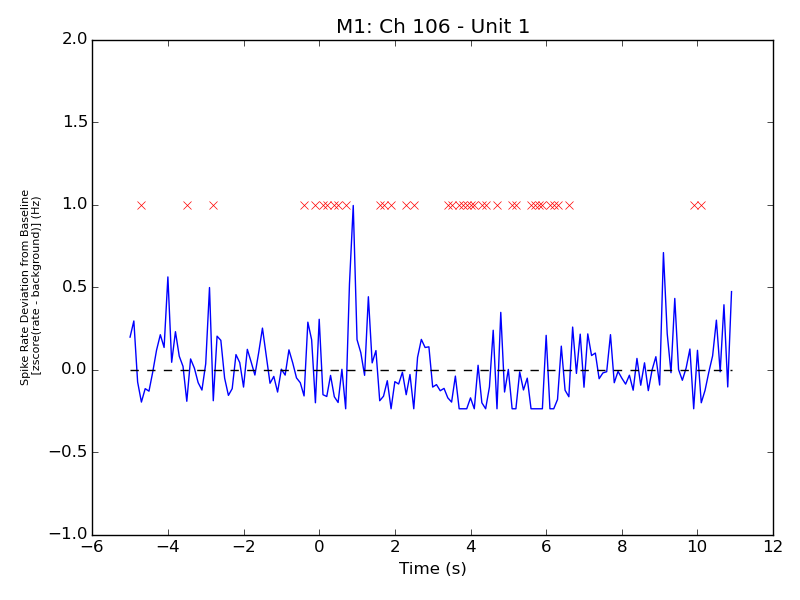 M1: Ch 106 - Unit 1
2.0
1.5
1.0
0.5
0.0
−0.5
−1.0
Spike Rate Deviation from Baseline
[zscore(rate - background)] (Hz)
−6 −4 −2 0 2 4 6 8 10 12
Time (s)